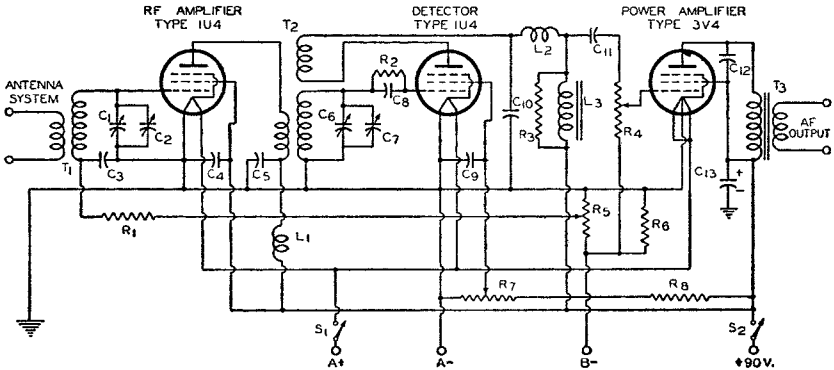 RF AMPLIFIER
TYPE 1U4
DETECTOR
TYPE 1U4
POWER AMPLIFIER
TYPE 3V4
ANTENNA
SYSTEM
T1
C1
C2
C3
C4
C5
R1
L1
T2
C6
C7
R2
C8
C9
C10
L2
R3
L3
C11
R4
R5
R6
R7
R8
C12
C13
+
-
T3
AF
OUTPUT
S1
S2
A+
A-
B-
+90V.